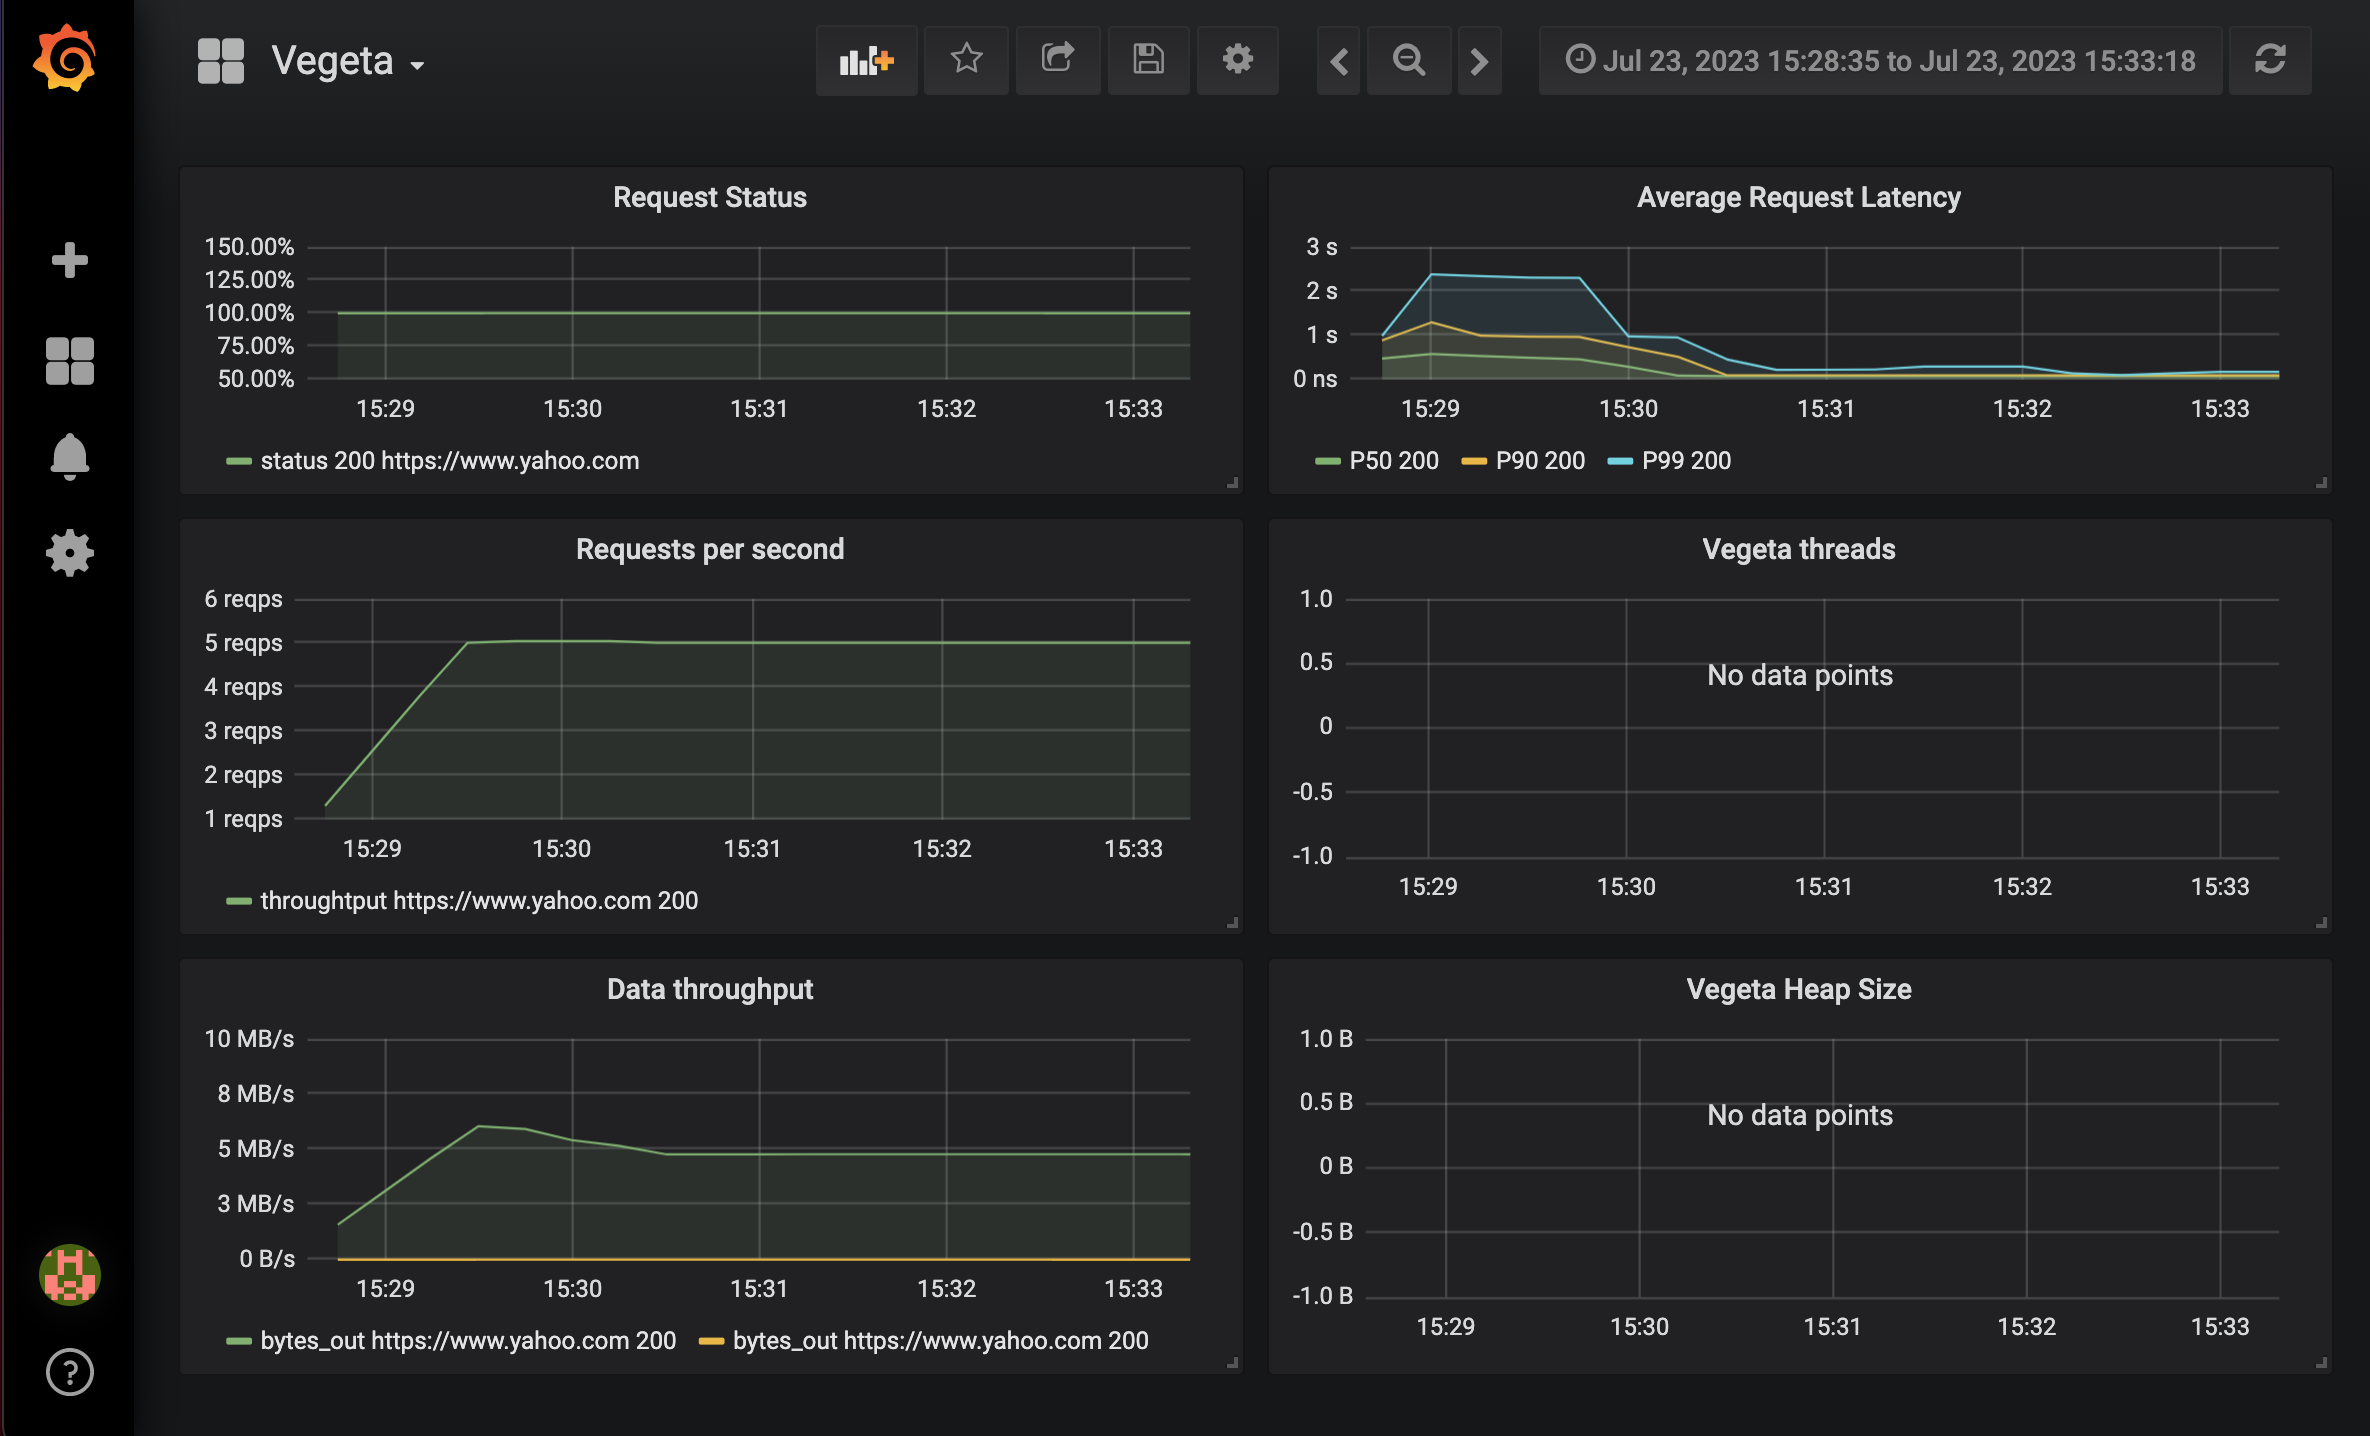 Vegeta
Jul 23, 2023 15:28:35 to Jul 23, 2023 15:33:18
Request Status
150.00%
125.00%
100.00%
75.00%
50.00%
15:29 15:30 15:31 15:32 15:33
status 200 https://www.yahoo.com
Average Request Latency
3 s
2 s
1 s
0 ns
15:29 15:30 15:31 15:32 15:33
P50 200 P90 200 P99 200
Requests per second
6 reqps
5 reqps
4 reqps
3 reqps
2 reqps
1 reqps
15:29 15:30 15:31 15:32 15:33
throughtput https://www.yahoo.com 200
Vegeta threads
1.0
0.5
No data points
0
-0.5
-1.0
15:29 15:30 15:31 15:32 15:33
Data throughput
10 MB/s
8 MB/s
5 MB/s
3 MB/s
0 B/s
15:29 15:30 15:31 15:32 15:33
bytes_out https://www.yahoo.com 200 bytes_out https://www.yahoo.com 200
Vegeta Heap Size
1.0 B
0.5 B
No data points
0 B
-0.5 B
-1.0 B
15:29 15:30 15:31 15:32 15:33
?